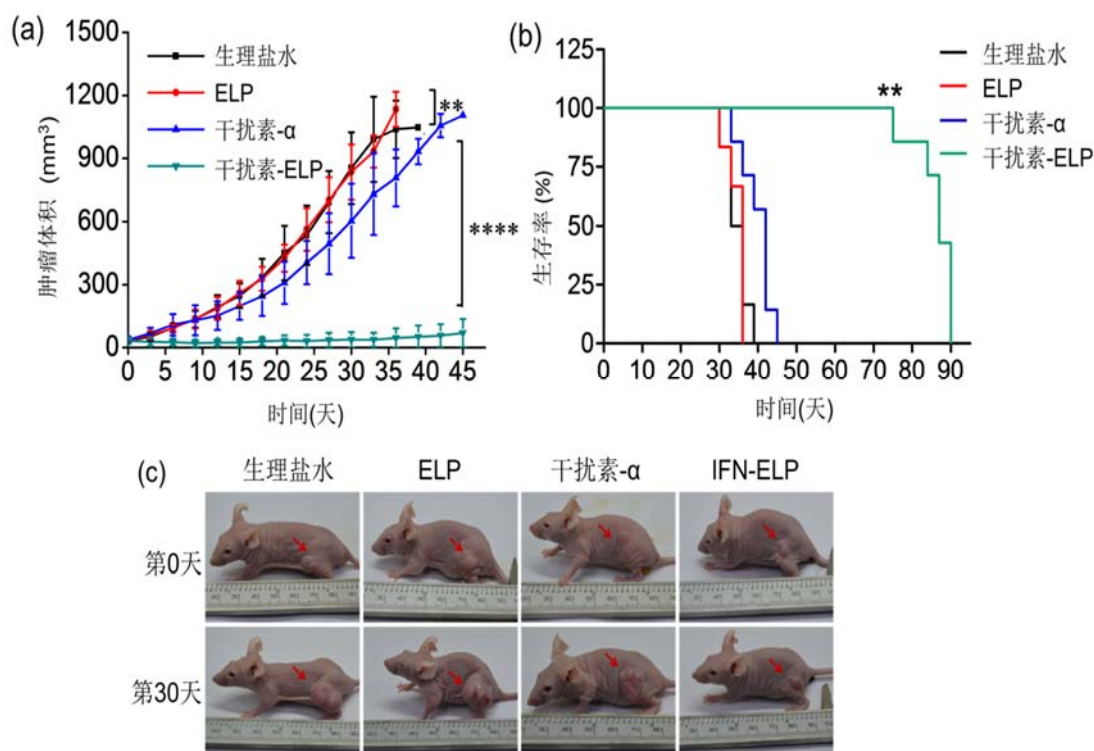 (a)
1500
1200
900
600
300
0
肿瘤体积 (mm³)
0 5 10 15 20 25 30 35 40 45
时间(天)
生理盐水
ELP
干扰素-α
干扰素-ELP
**
****
(b)
125
100
75
50
25
0
生存率(%)
0 10 20 30 40 50 60 70 80 90
时间(天)
**
生理盐水
ELP
干扰素-α
干扰素-ELP
(c)
生理盐水 ELP 干扰素-α IFN-ELP
第0天
第30天